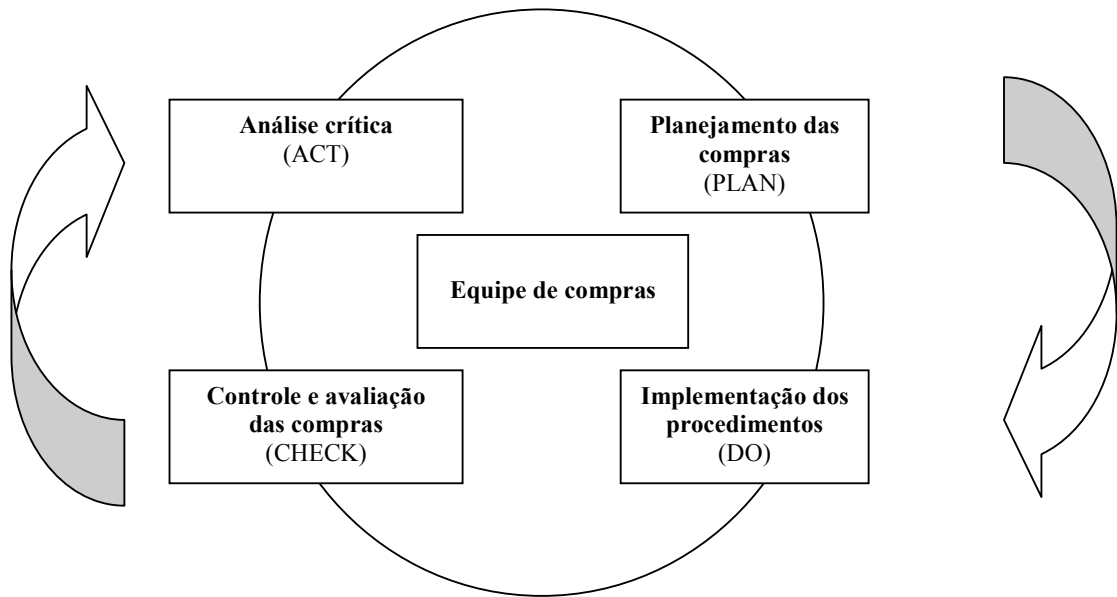 Análise crítica
(ACT)
Planejamento das
compras
(PLAN)
Equipe de compras
Controle e avaliação
das compras
(CHECK)
Implementação dos
procedimentos
(DO)